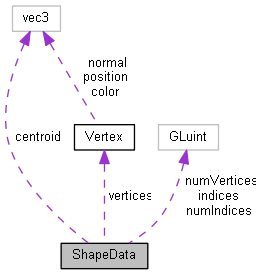 vec3
normal
position
color
centroid
Vertex
GLuint
vertices
numVertices
indices
numIndices
ShapeData